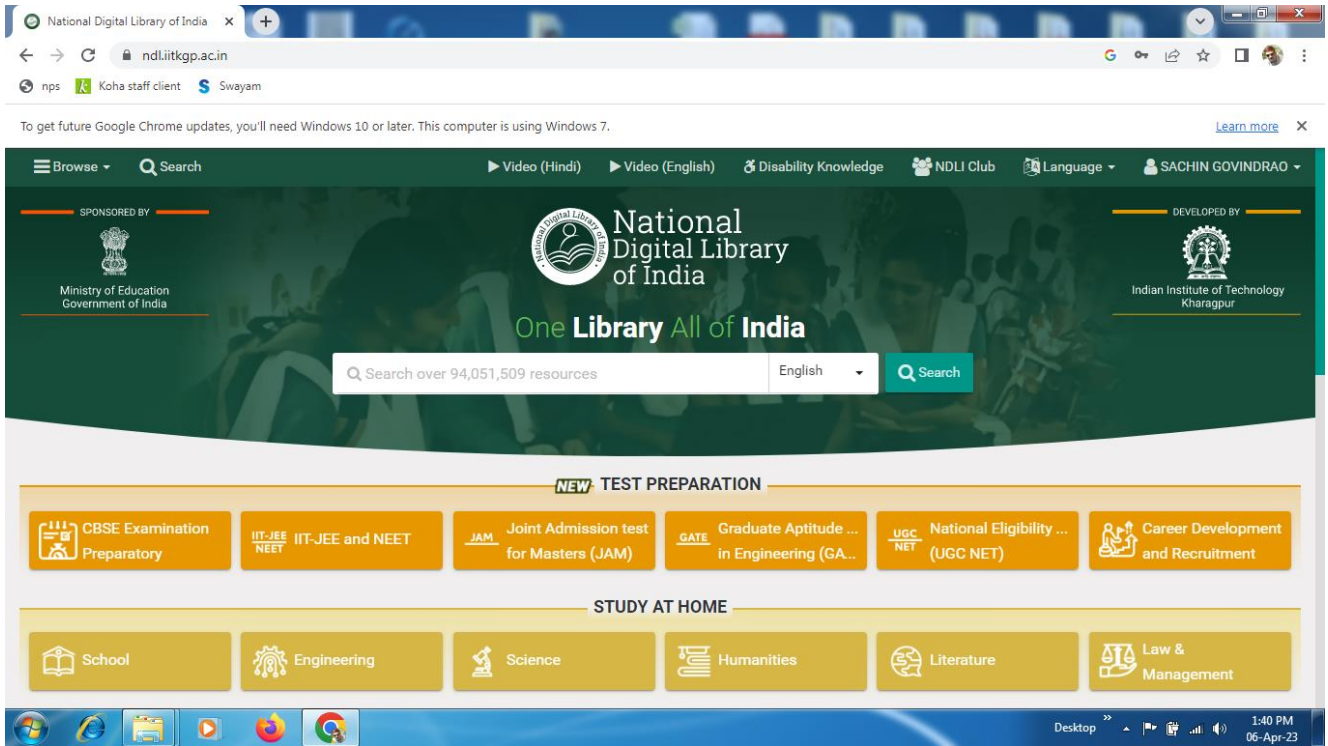 National Digital Library of India
ndl.iitkgp.ac.in
nps Koha staff client Swayam
To get future Google Chrome updates, you'll need Windows 10 or later. This computer is using Windows 7. Learn more
Browse Search Video (Hindi) Video (English) Disability Knowledge NDLI Club Language SACHIN GOVINDRAO
SPONSORED BY
Ministry of Education
Government of India
National Digital Library of India
National
Digital Library
of India
DEVELOPED BY
Indian Institute of Technology
Kharagpur
One Library All of India
Search over 94,051,509 resources English Search
NEW TEST PREPARATION
CBSE Examination
Preparatory
IIT-JEE
NEET
IIT-JEE and NEET
JAM
Joint Admission test
for Masters (JAM)
GATE
Graduate Aptitude ...
in Engineering (GA...
UGC
NET
National Eligibility ...
(UGC NET)
Career Development
and Recruitment
STUDY AT HOME
School
Engineering
Science
Humanities
Literature
Law &
Management
Desktop
1:40 PM
06-Apr-23